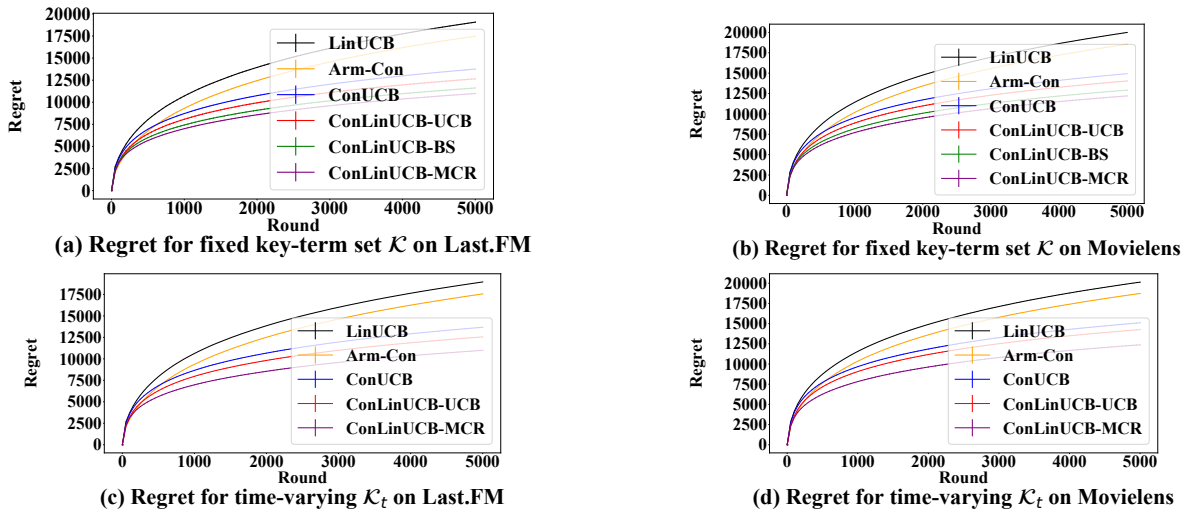 20000
17500
15000
12500
10000
7500
5000
2500
0
Regret
LinUCB
Arm-Con
ConUCB
ConLinUCB-UCB
ConLinUCB-BS
ConLinUCB-MCR
0 1000 2000 3000 4000 5000
Round
(a) Regret for fixed key-term set 𝒦 on Last.FM
20000
17500
15000
12500
10000
7500
5000
2500
0
Regret
LinUCB
Arm-Con
ConUCB
ConLinUCB-UCB
ConLinUCB-BS
ConLinUCB-MCR
0 1000 2000 3000 4000 5000
Round
(b) Regret for fixed key-term set 𝒦 on Movielens
17500
15000
12500
10000
7500
5000
2500
0
Regret
LinUCB
Arm-Con
ConUCB
ConLinUCB-UCB
ConLinUCB-MCR
0 1000 2000 3000 4000 5000
Round
(c) Regret for time-varying 𝒦ₜ on Last.FM
20000
17500
15000
12500
10000
7500
5000
2500
0
Regret
LinUCB
Arm-Con
ConUCB
ConLinUCB-UCB
ConLinUCB-MCR
0 1000 2000 3000 4000 5000
Round
(d) Regret for time-varying 𝒦ₜ on Movielens